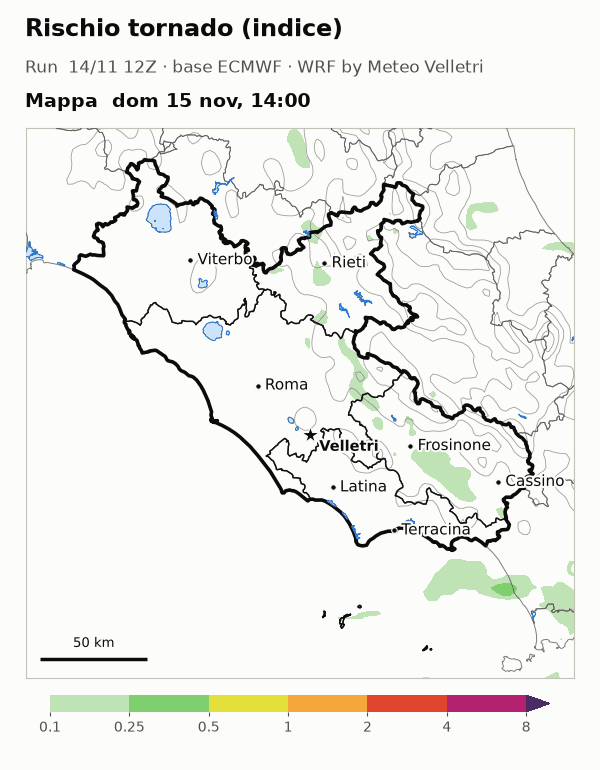 Rischio tornado (indice)
Run  14/11 12Z · base ECMWF · WRF by Meteo Velletri
Mappa  dom 15 nov, 14:00
Viterbo
Rieti
Roma
Velletri
Frosinone
Latina
Cassino
Terracina
50 km
0.1 0.25 0.5 1 2 4 8